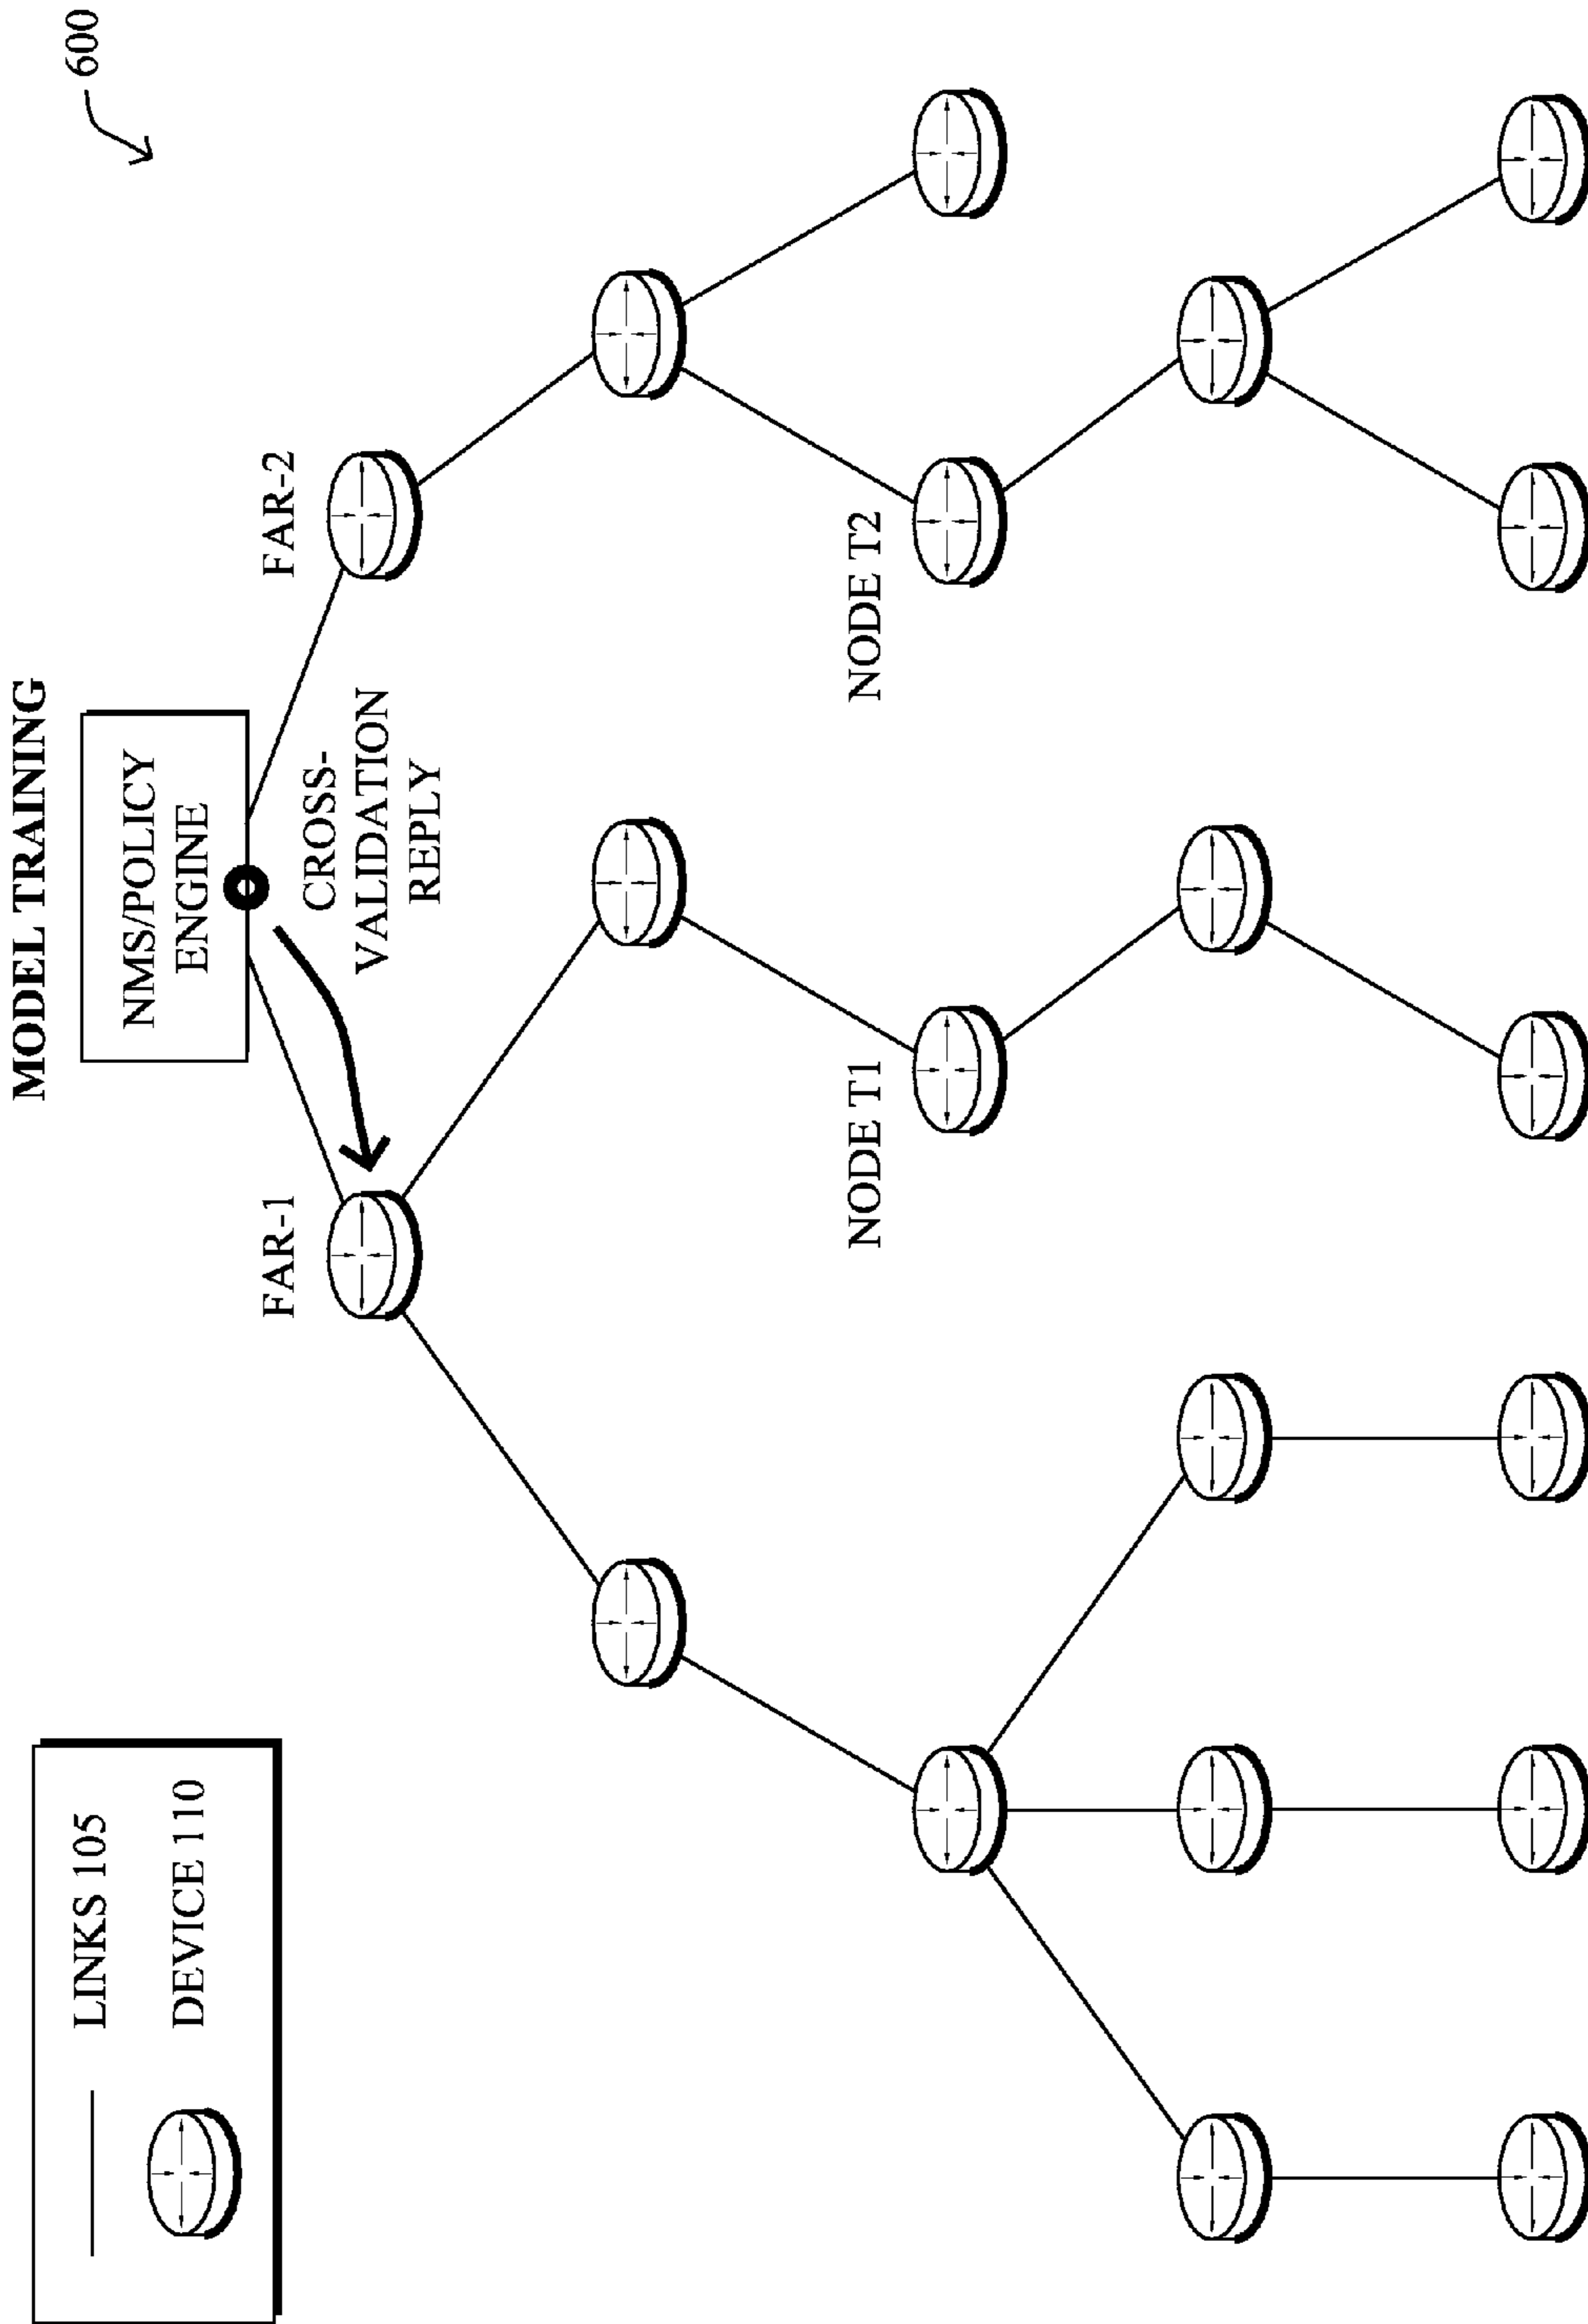 MODEL TRAINING
600
LINKS 105
DEVICE 110
NMS/POLICY
ENGINE
FAR-1
FAR-2
CROSS-
VALIDATION
REPLY
NODE T1
NODE T2